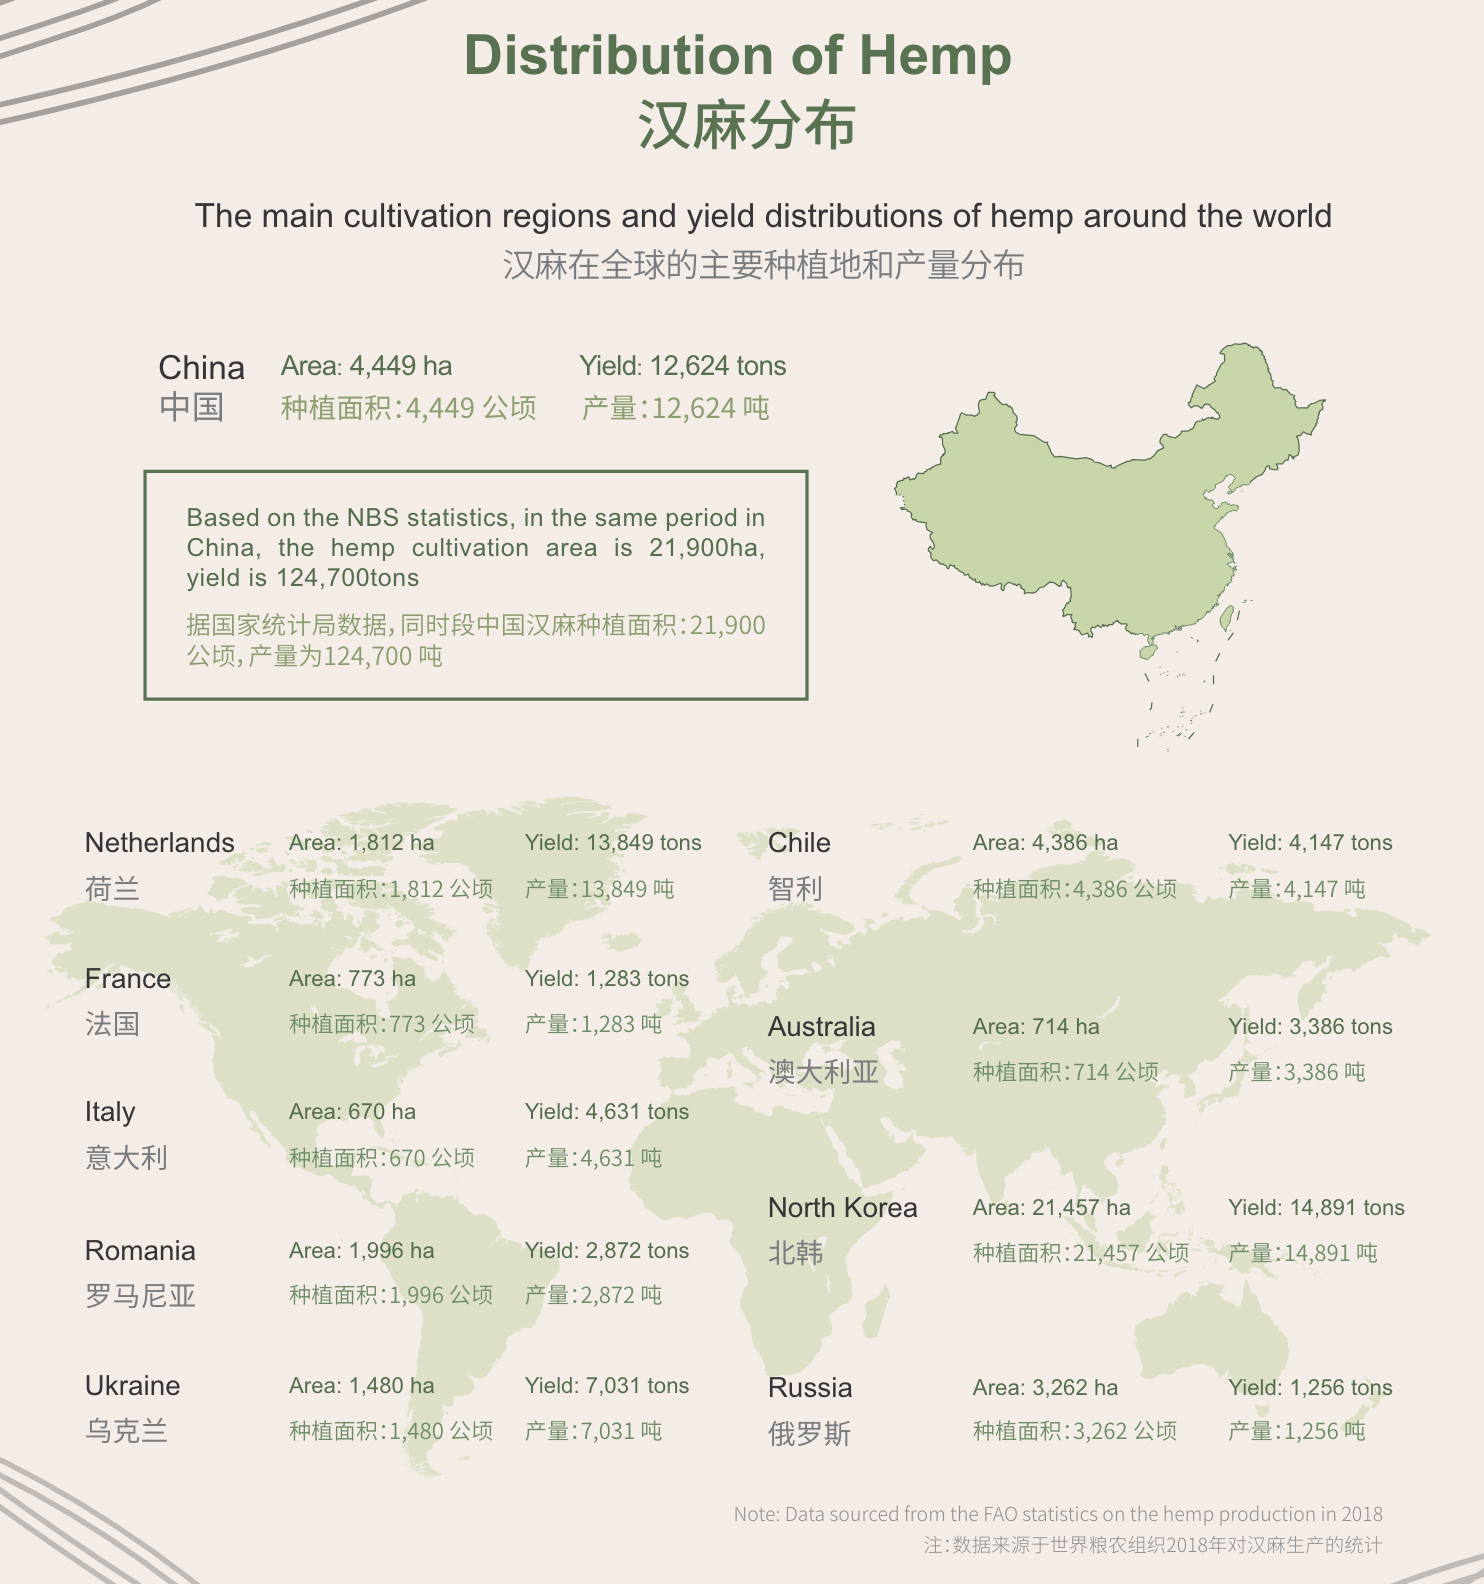 Distribution of Hemp
汉麻分布
The main cultivation regions and yield distributions of hemp around the world
汉麻在全球的主要种植地和产量分布
China Area: 4,449 ha Yield: 12,624 tons
中国 种植面积：4,449 公顷 产量：12,624 吨
Based on the NBS statistics, in the same period in
China, the hemp cultivation area is 21,900ha,
yield is 124,700tons
据国家统计局数据，同时段中国汉麻种植面积：21,900
公顷，产量为124,700 吨
Netherlands Area: 1,812 ha Yield: 13,849 tons
荷兰 种植面积：1,812 公顷 产量：13,849 吨
France Area: 773 ha Yield: 1,283 tons
法国 种植面积：773 公顷 产量：1,283 吨
Italy Area: 670 ha Yield: 4,631 tons
意大利 种植面积：670 公顷 产量：4,631 吨
Romania Area: 1,996 ha Yield: 2,872 tons
罗马尼亚 种植面积：1,996 公顷 产量：2,872 吨
Ukraine Area: 1,480 ha Yield: 7,031 tons
乌克兰 种植面积：1,480 公顷 产量：7,031 吨
Chile Area: 4,386 ha Yield: 4,147 tons
智利 种植面积：4,386 公顷 产量：4,147 吨
Australia Area: 714 ha Yield: 3,386 tons
澳大利亚 种植面积：714 公顷 产量：3,386 吨
North Korea Area: 21,457 ha Yield: 14,891 tons
北韩 种植面积：21,457 公顷 产量：14,891 吨
Russia Area: 3,262 ha Yield: 1,256 tons
俄罗斯 种植面积：3,262 公顷 产量：1,256 吨
Note: Data sourced from the FAO statistics on the hemp production in 2018
注：数据来源于世界粮农组织2018年对汉麻生产的统计